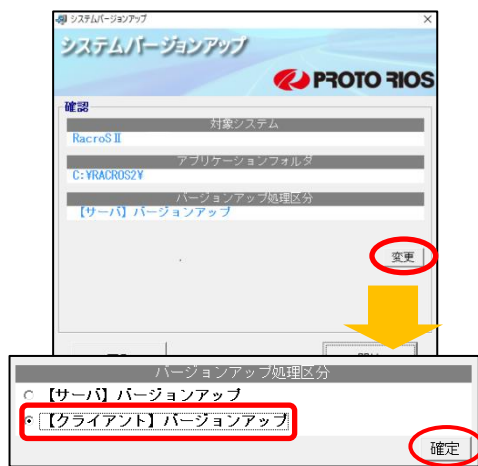 システムバージョンアップ
システムバージョンアップ
PROTO RIOS
確認
対象システム
RacroSⅡ
アプリケーションフォルダ
C:¥RACROS2¥
バージョンアップ処理区分
【サーバ】バージョンアップ
変更
バージョンアップ処理区分
【サーバ】バージョンアップ
【クライアント】バージョンアップ
確定